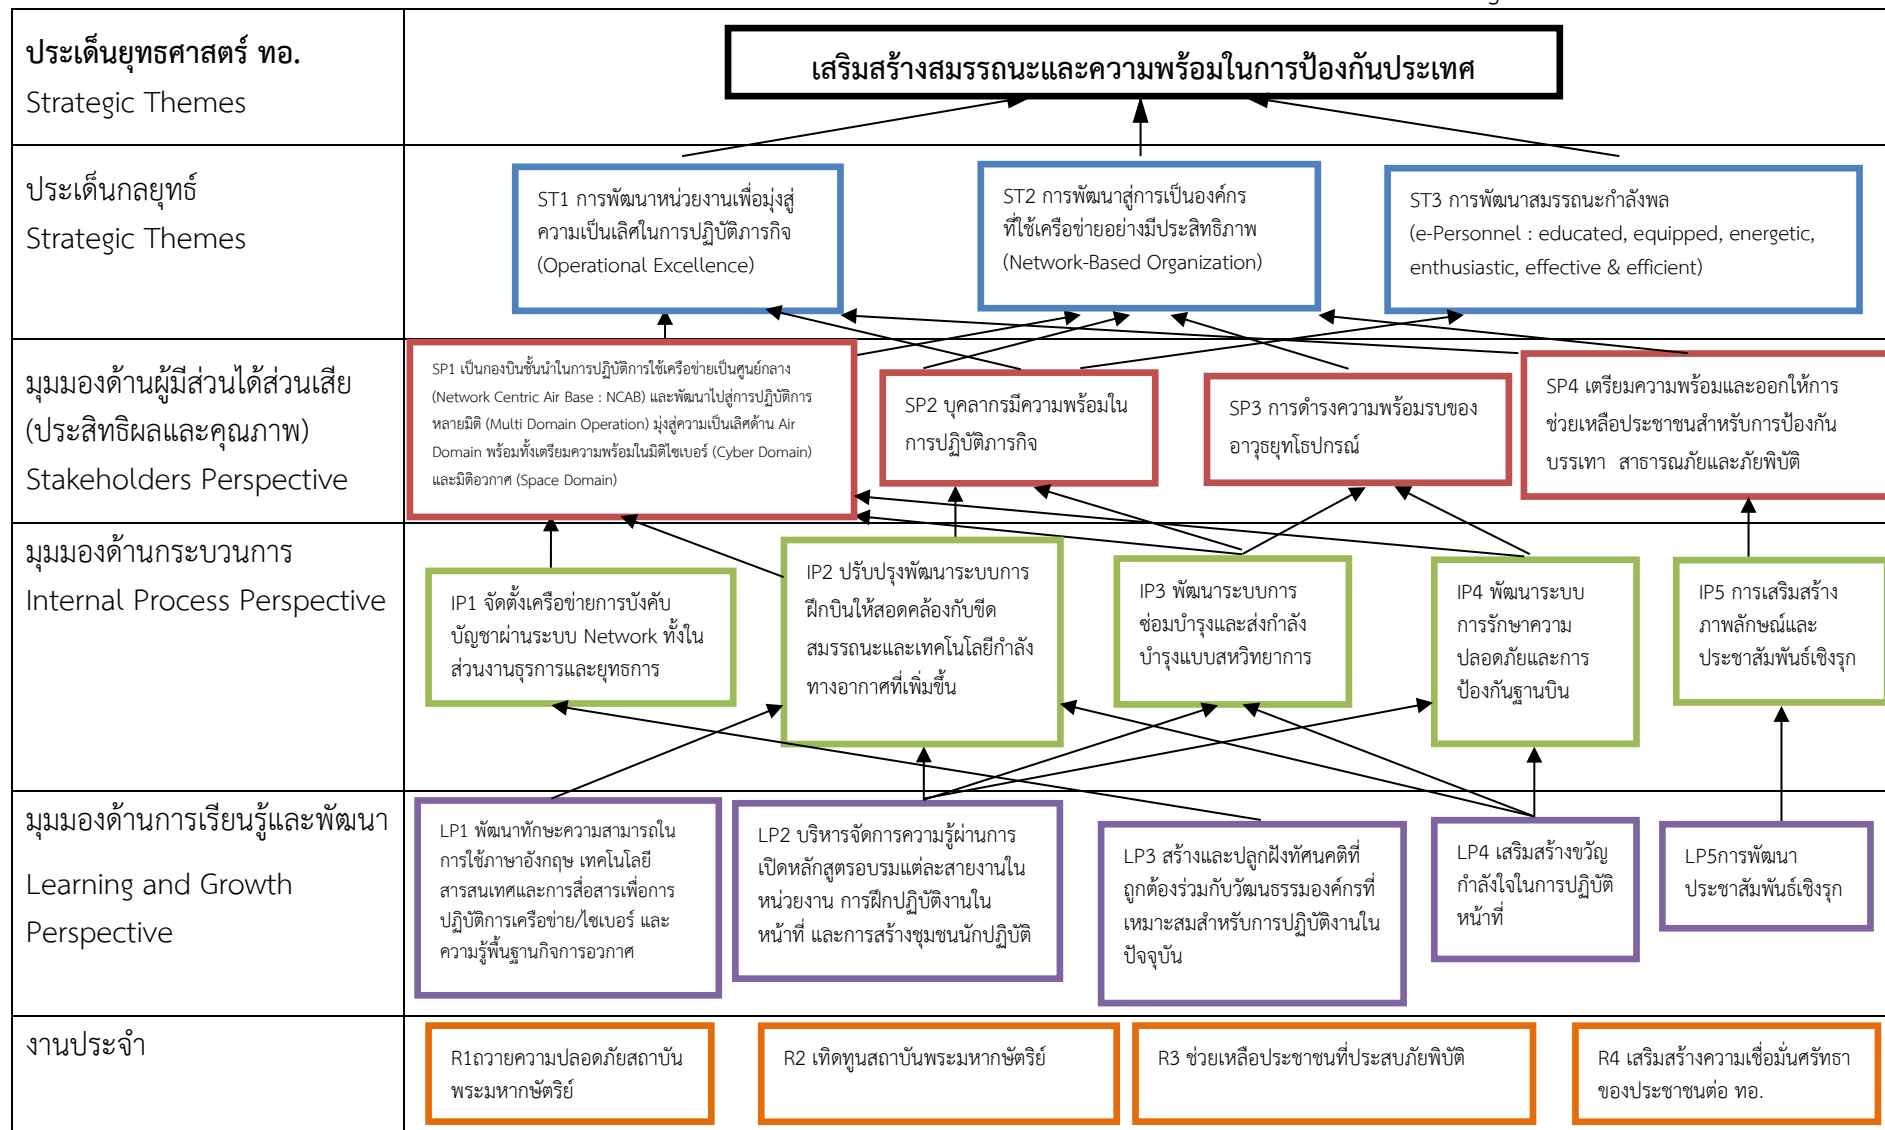 ประเด็นยุทธศาสตร์ ทอ.
Strategic Themes
เสริมสร้างสมรรถนะและความพร้อมในการป้องกันประเทศ
ประเด็นกลยุทธ์
Strategic Themes
ST1 การพัฒนาหน่วยงานเพื่อมุ่งสู่
ความเป็นเลิศในการปฏิบัติภารกิจ
(Operational Excellence)
ST2 การพัฒนาสู่การเป็นองค์กร
ที่ใช้เครือข่ายอย่างมีประสิทธิภาพ
(Network-Based Organization)
ST3 การพัฒนาสมรรถนะกำลังพล
(e-Personnel : educated, equipped, energetic,
enthusiastic, effective & efficient)
มุมมองด้านผู้มีส่วนได้ส่วนเสีย
(ประสิทธิผลและคุณภาพ)
Stakeholders Perspective
SP1 เป็นกองบินชั้นนำในการปฏิบัติการใช้เครือข่ายเป็นศูนย์กลาง
(Network Centric Air Base : NCAB) และพัฒนาไปสู่การปฏิบัติการ
หลายมิติ (Multi Domain Operation) มุ่งสู่ความเป็นเลิศด้าน Air
Domain พร้อมทั้งเตรียมความพร้อมในมิติไซเบอร์ (Cyber Domain)
และมิติอวกาศ (Space Domain)
SP2 บุคลากรมีความพร้อมใน
การปฏิบัติภารกิจ
SP3 การดำรงความพร้อมรบของ
อาวุธยุทโธปกรณ์
SP4 เตรียมความพร้อมและออกให้การ
ช่วยเหลือประชาชนสำหรับการป้องกัน
บรรเทา สาธารณภัยและภัยพิบัติ
มุมมองด้านกระบวนการ
Internal Process Perspective
IP1 จัดตั้งเครือข่ายการบังคับ
บัญชาผ่านระบบ Network ทั้งใน
ส่วนงานธุรการและยุทธการ
IP2 ปรับปรุงพัฒนาระบบการ
ฝึกบินให้สอดคล้องกับขีด
สมรรถนะและเทคโนโลยีกำลัง
ทางอากาศที่เพิ่มขึ้น
IP3 พัฒนาระบบการ
ซ่อมบำรุงและส่งกำลัง
บำรุงแบบสหวิทยาการ
IP4 พัฒนาระบบ
การรักษาความ
ปลอดภัยและการ
ป้องกันฐานบิน
IP5 การเสริมสร้าง
ภาพลักษณ์และ
ประชาสัมพันธ์เชิงรุก
มุมมองด้านการเรียนรู้และพัฒนา
Learning and Growth
Perspective
LP1 พัฒนาทักษะความสามารถใน
การใช้ภาษาอังกฤษ เทคโนโลยี
สารสนเทศและการสื่อสารเพื่อการ
ปฏิบัติการเครือข่าย/ไซเบอร์ และ
ความรู้พื้นฐานกิจการอวกาศ
LP2 บริหารจัดการความรู้ผ่านการ
เปิดหลักสูตรอบรมแต่ละสายงานใน
หน่วยงาน การฝึกปฏิบัติงานใน
หน้าที่ และการสร้างชุมชนนักปฏิบัติ
LP3 สร้างและปลูกฝังทัศนคติที่
ถูกต้องร่วมกับวัฒนธรรมองค์กรที่
เหมาะสมสำหรับการปฏิบัติงานใน
ปัจจุบัน
LP4 เสริมสร้างขวัญ
กำลังใจในการปฏิบัติ
หน้าที่
LP5การพัฒนา
ประชาสัมพันธ์เชิงรุก
งานประจำ
R1ถวายความปลอดภัยสถาบัน
พระมหากษัตริย์
R2 เทิดทูนสถาบันพระมหากษัตริย์
R3 ช่วยเหลือประชาชนที่ประสบภัยพิบัติ
R4 เสริมสร้างความเชื่อมั่นศรัทธา
ของประชาชนต่อ ทอ.